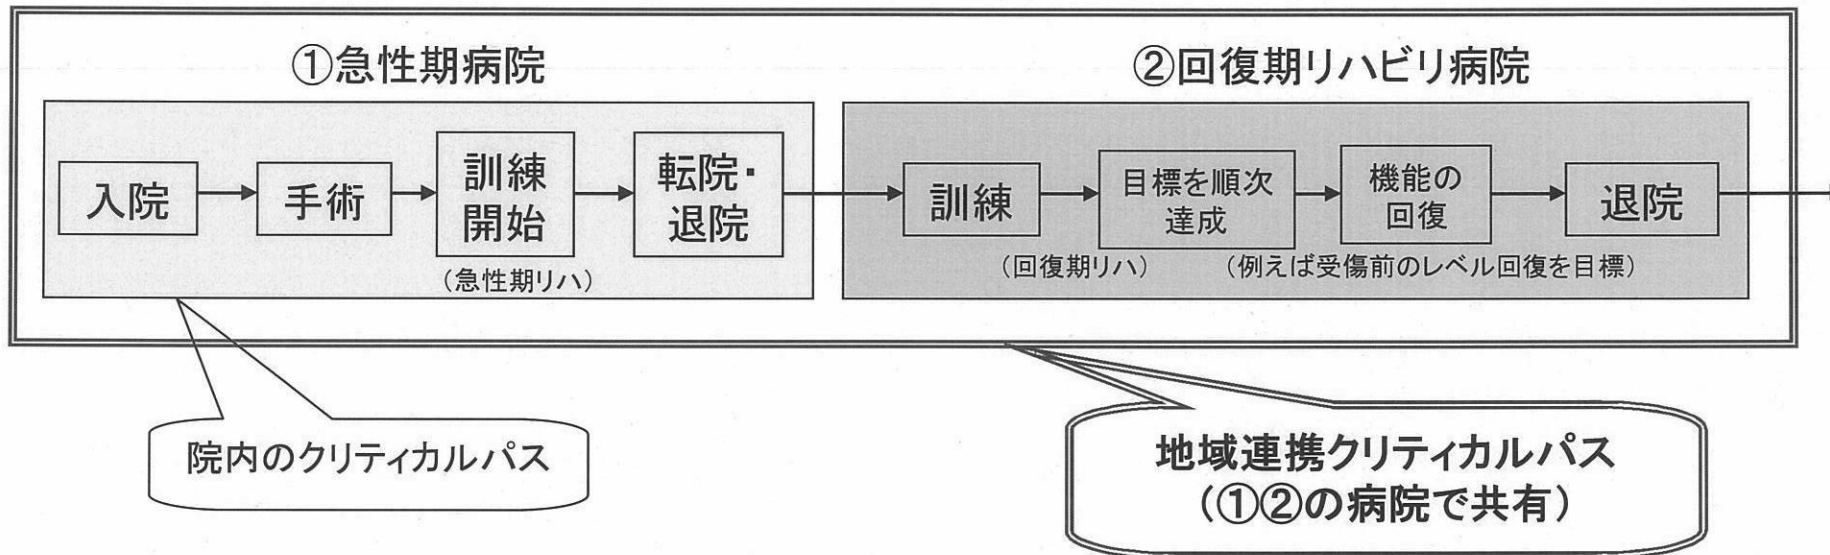 ①急性期病院
入院
手術
訓練
開始
(急性期リハ)
転院・
退院
②回復期リハビリ病院
訓練
(回復期リハ)
目標を順次
達成
機能の
回復
(例えば受傷前のレベル回復を目標)
退院
院内のクリティカルパス
地域連携クリティカルパス
(①②の病院で共有)